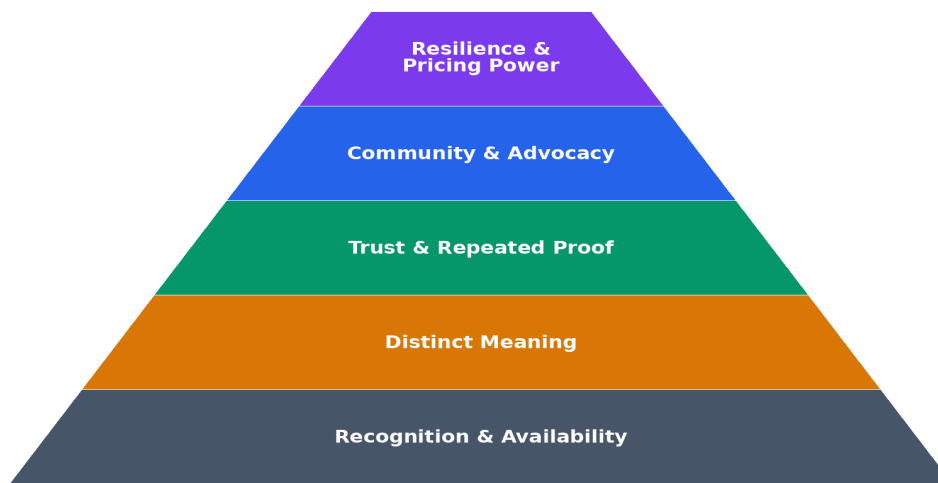 Resilience &
Pricing Power
Community & Advocacy
Trust & Repeated Proof
Distinct Meaning
Recognition & Availability